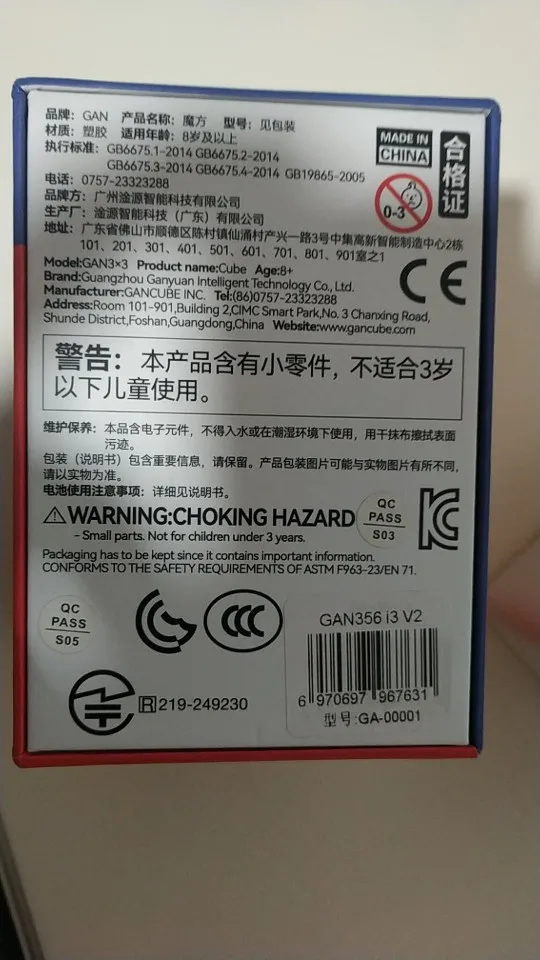 品牌：GAN 产品名称：魔方 型号：见包装
材质：塑胶 适用年龄：8岁及以上
执行标准：GB6675.1-2014 GB6675.2-2014
GB6675.3-2014 GB6675.4-2014 GB19865-2005
电话：0757-23323288
品牌方：广州淦源智能科技有限公司
生产厂：淦源智能科技（广东）有限公司
地址：广东省佛山市顺德区陈村镇仙涌村产兴一路3号中集高新智能制造中心2栋
101、201、301、401、501、601、701、801、901室之1
MADE IN
CHINA
合格证
0-3
CE
Model:GAN3×3 Product name:Cube Age:8+
Brand:Guangzhou Ganyuan Intelligent Technology Co., Ltd.
Manufacturer:GANCUBE INC. Tel:(86)0757-23323288
Address:Room 101-901,Building 2,CIMC Smart Park,No. 3 Chanxing Road,
Shunde District,Foshan,Guangdong,China Website:www.gancube.com
警告：本产品含有小零件，不适合3岁
以下儿童使用。
维护保养：本品含电子元件，不得入水或在潮湿环境下使用，用干抹布擦拭表面
污迹。
包装（说明书）包含重要信息，请保留。产品包装图片可能与实物图片有所不同，
请以实物为准。
电池使用注意事项：详细见说明书。
⚠WARNING:CHOKING HAZARD
– Small parts. Not for children under 3 years.
QC
PASS
S03
Packaging has to be kept since it contains important information.
CONFORMS TO THE SAFETY REQUIREMENTS OF ASTM F963-23/EN 71.
QC
PASS
S05
CCC
R 219-249230
GAN356 i3 V2
6 970697 967631
型号:GA-00001